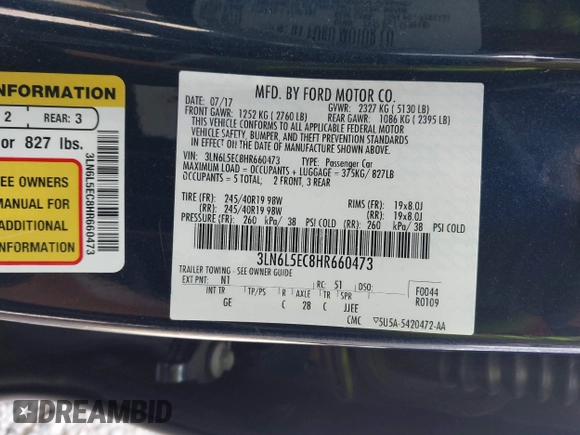 INFORMATION
2 REAR: 3
or 827 lbs.
EE OWNERS
MANUAL FOR
ADDITIONAL
INFORMATION
3LN6L5EC8HR660473
MFD. BY FORD MOTOR CO.
DATE: 07/17 GVWR: 2327 KG ( 5130 LB)
FRONT GAWR: 1252 KG ( 2760 LB) REAR GAWR: 1086 KG ( 2395 LB)
THIS VEHICLE CONFORMS TO ALL APPLICABLE FEDERAL MOTOR
VEHICLE SAFETY, BUMPER, AND THEFT PREVENTION STANDARDS
IN EFFECT ON THE DATE OF MANUFACTURE SHOWN ABOVE.
VIN: 3LN6L5EC8HR660473 TYPE: Passenger Car
MAXIMUM LOAD = OCCUPANTS + LUGGAGE = 375KG/ 827LB
OCCUPANTS = 5 TOTAL; 2 FRONT, 3 REAR
TIRE (FR): 245/40R19 98W RIMS (FR): 19x8.0J
(RR): 245/40R19 98W (RR): 19x8.0J
PRESSURE (FR): 260 kPa/ 38 PSI COLD (RR): 260 kPa/ 38 PSI COLD
3LN6L5EC8HR660473
TRAILER TOWING - SEE OWNER GUIDE
EXT PNT: N1 RC: 51 DSO: F0044
INT TR TP/PS R AXLE TR SPR R0109
GE C 28 C JJEE
CMC 5U5A-5420472-AA
DREAMBID